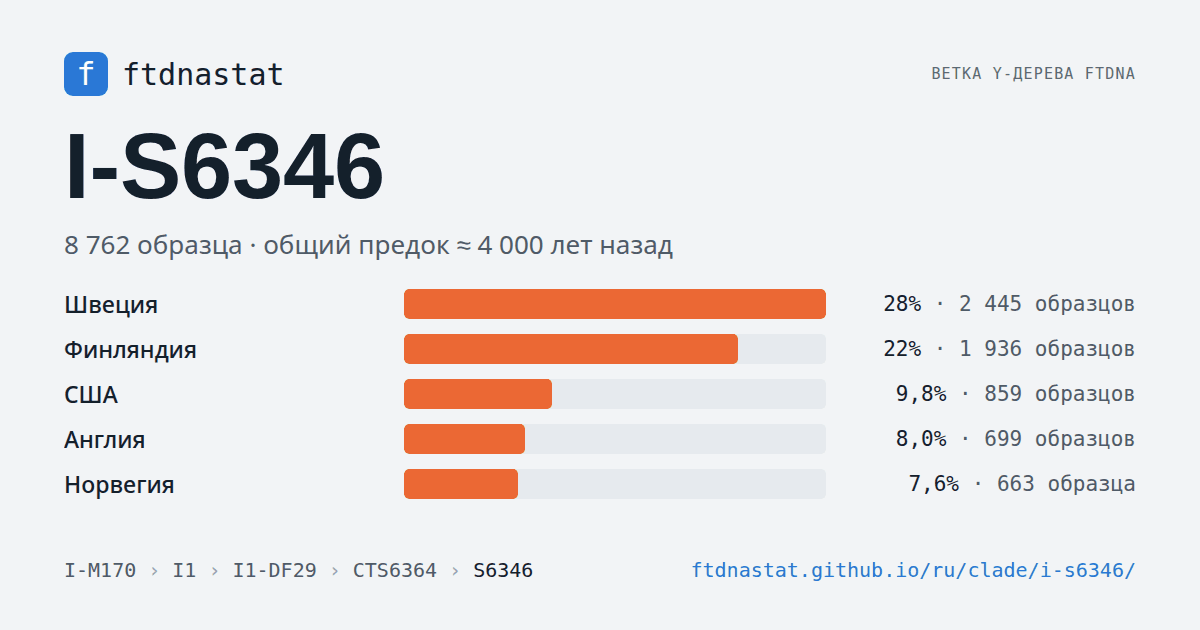 f ftdnastat
ВЕТКА Y-ДЕРЕВА FTDNA
I-S6346
8 762 образца · общий предок ≈ 4 000 лет назад
Швеция 28% · 2 445 образцов
Финляндия 22% · 1 936 образцов
США 9,8% · 859 образцов
Англия 8,0% · 699 образцов
Норвегия 7,6% · 663 образца
I-M170 › I1 › I1-DF29 › CTS6364 › S6346
ftdnastat.github.io/ru/clade/i-s6346/